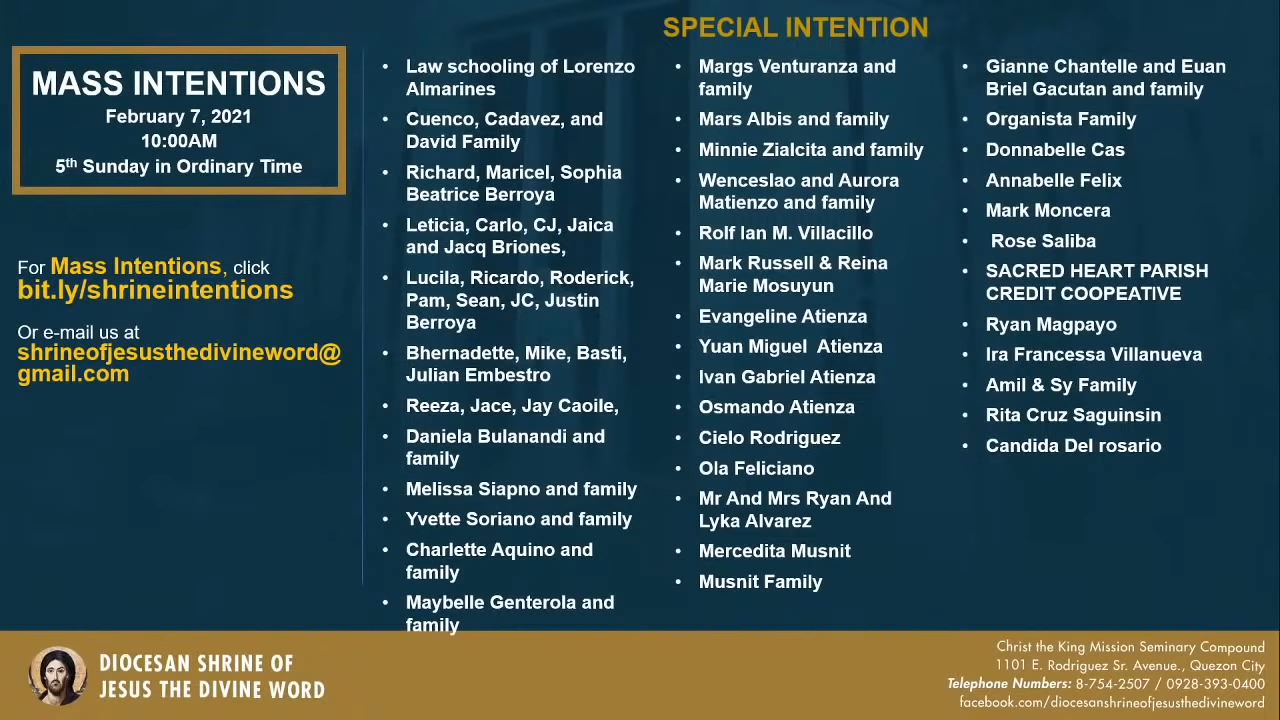 SPECIAL INTENTION
MASS INTENTIONS
February 7, 2021
10:00AM
5th Sunday in Ordinary Time
For Mass Intentions, click
bit.ly/shrineintentions
Or e-mail us at
shrineofjesusthedivineword@
gmail.com
• Law schooling of Lorenzo
Almarines
• Cuenco, Cadavez, and
David Family
• Richard, Maricel, Sophia
Beatrice Berroya
• Leticia, Carlo, CJ, Jaica
and Jacq Briones,
• Lucila, Ricardo, Roderick,
Pam, Sean, JC, Justin
Berroya
• Bhernadette, Mike, Basti,
Julian Embestro
• Reeza, Jace, Jay Caoile,
• Daniela Bulanandi and
family
• Melissa Siapno and family
• Yvette Soriano and family
• Charlette Aquino and
family
• Maybelle Genterola and
family
• Margs Venturanza and
family
• Mars Albis and family
• Minnie Zialcita and family
• Wenceslao and Aurora
Matienzo and family
• Rolf Ian M. Villacillo
• Mark Russell & Reina
Marie Mosuyun
• Evangeline Atienza
• Yuan Miguel  Atienza
• Ivan Gabriel Atienza
• Osmando Atienza
• Cielo Rodriguez
• Ola Feliciano
• Mr And Mrs Ryan And
Lyka Alvarez
• Mercedita Musnit
• Musnit Family
• Gianne Chantelle and Euan
Briel Gacutan and family
• Organista Family
• Donnabelle Cas
• Annabelle Felix
• Mark Moncera
• Rose Saliba
• SACRED HEART PARISH
CREDIT COOPEATIVE
• Ryan Magpayo
• Ira Francessa Villanueva
• Amil & Sy Family
• Rita Cruz Saguinsin
• Candida Del rosario
DIOCESAN SHRINE OF
JESUS THE DIVINE WORD
Christ the King Mission Seminary Compound
1101 E. Rodriguez Sr. Avenue., Quezon City
Telephone Numbers: 8-754-2507 / 0928-393-0400
facebook.com/diocesanshrineofjesusthedivineword